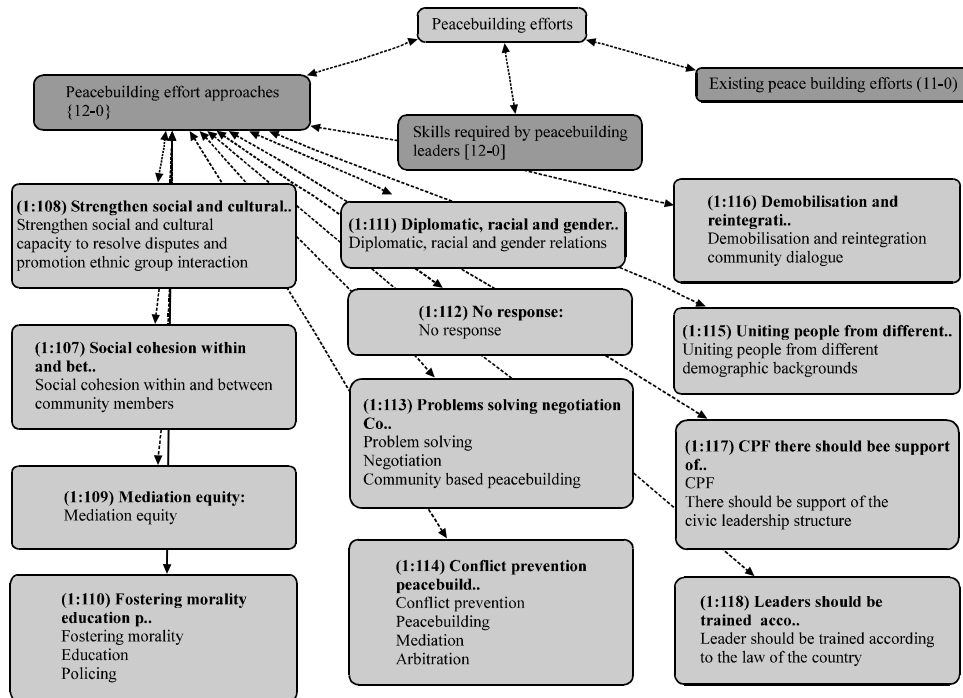 Peacebuilding efforts
Peacebuilding effort approaches
{12-0}
Existing peace building efforts (11-0)
Skills required by peacebuilding
leaders [12-0]
(1:108) Strengthen social and cultural..
Strengthen social and cultural
capacity to resolve disputes and
promotion ethnic group interaction
(1:111) Diplomatic, racial and gender..
Diplomatic, racial and gender relations
(1:116) Demobilisation and
reintegrati..
Demobilisation and reintegration
community dialogue
(1:107) Social cohesion within
and bet..
Social cohesion within and between
community members
(1:112) No response:
No response
(1:115) Uniting people from different..
Uniting people from different
demographic backgrounds
(1:113) Problems solving negotiation
Co..
Problem solving
Negotiation
Community based peacebuilding
(1:117) CPF there should bee support
of..
CPF
There should be support of the
civic leadership structure
(1:109) Mediation equity:
Mediation equity
(1:114) Conflict prevention
peacebuild..
Conflict prevention
Peacebuilding
Mediation
Arbitration
(1:110) Fostering morality
education p..
Fostering morality
Education
Policing
(1:118) Leaders should be
trained acco..
Leader should be trained according
to the law of the country